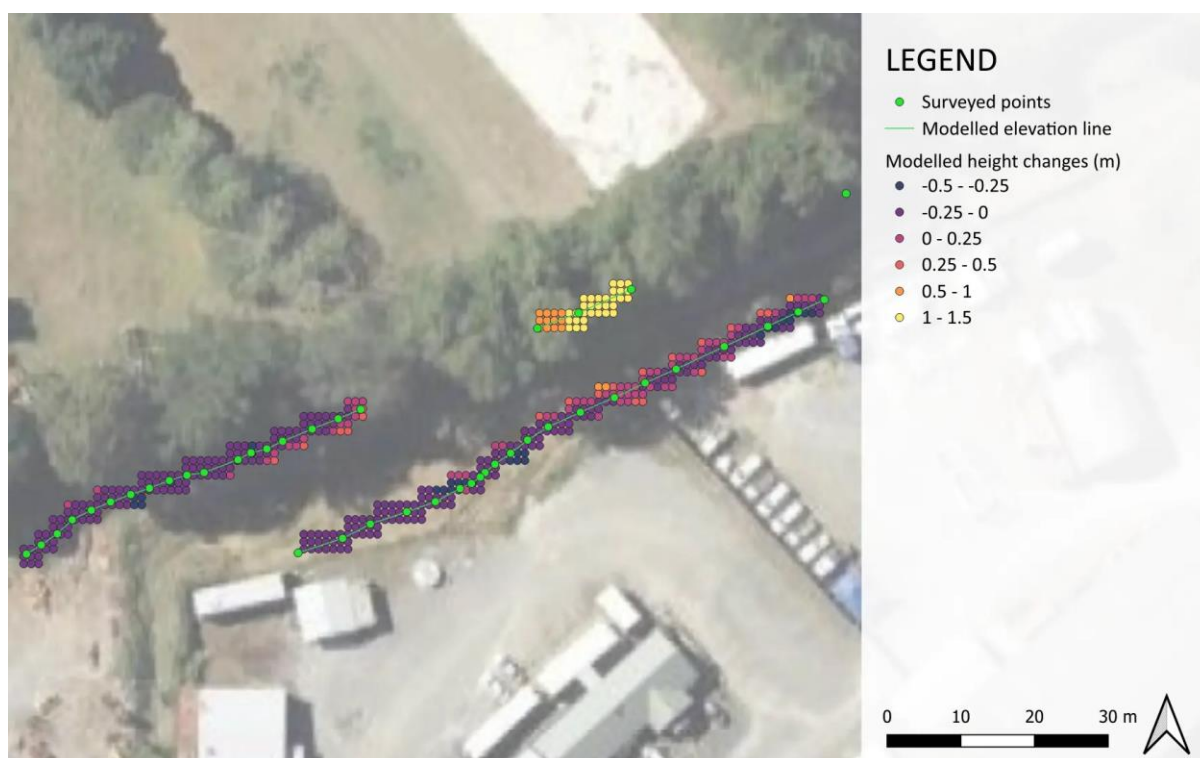 LEGEND
Surveyed points
Modelled elevation line
Modelled height changes (m)
-0.5 - -0.25
-0.25 - 0
0 - 0.25
0.25 - 0.5
0.5 - 1
1 - 1.5
0 10 20 30 m